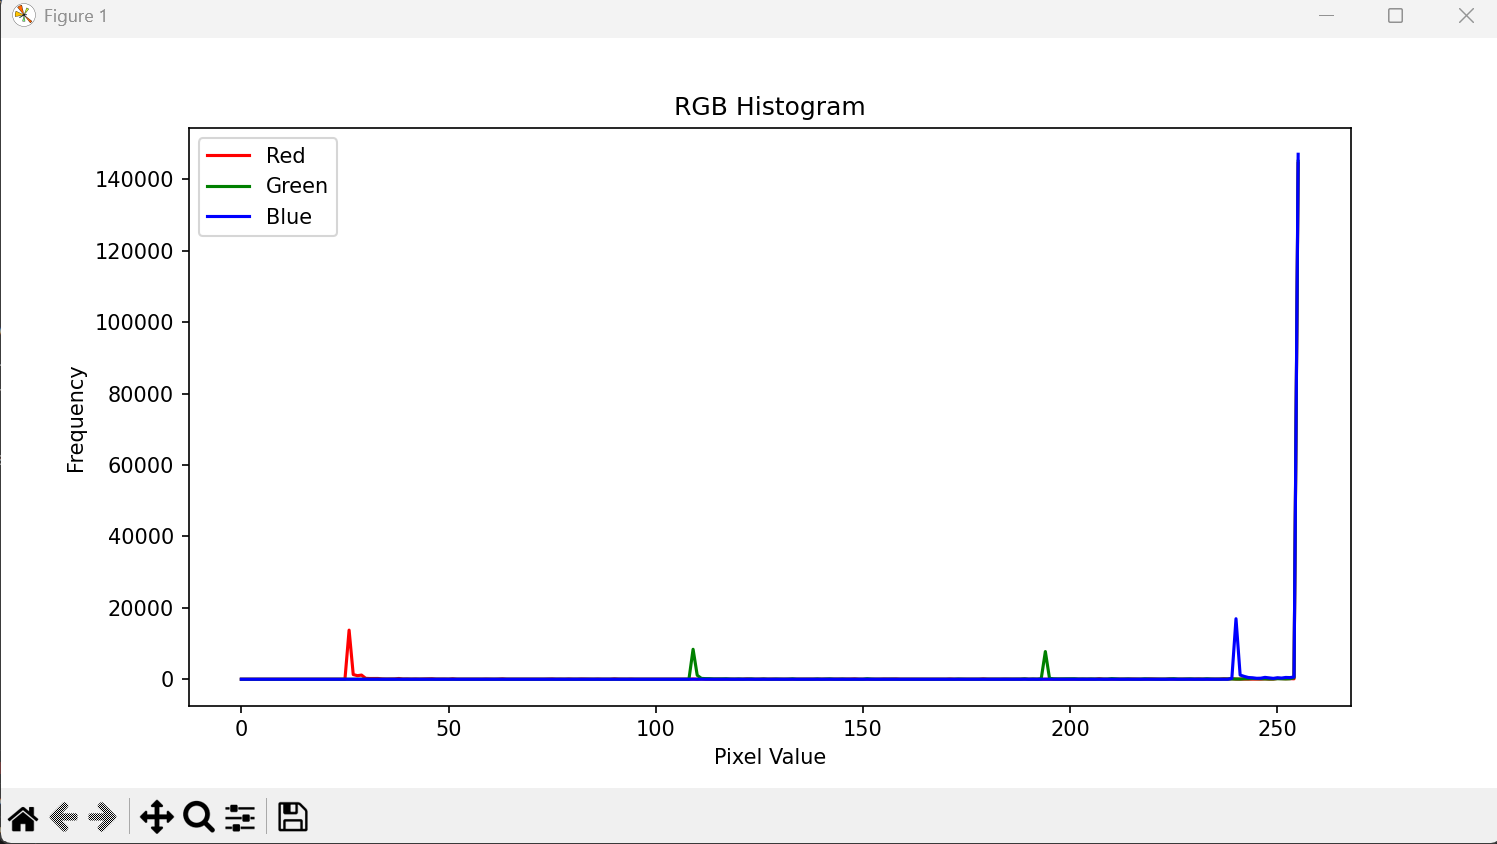 Figure 1
RGB Histogram
Red
Green
Blue
140000
120000
100000
80000
60000
40000
20000
0
Frequency
0 50 100 150 200 250
Pixel Value